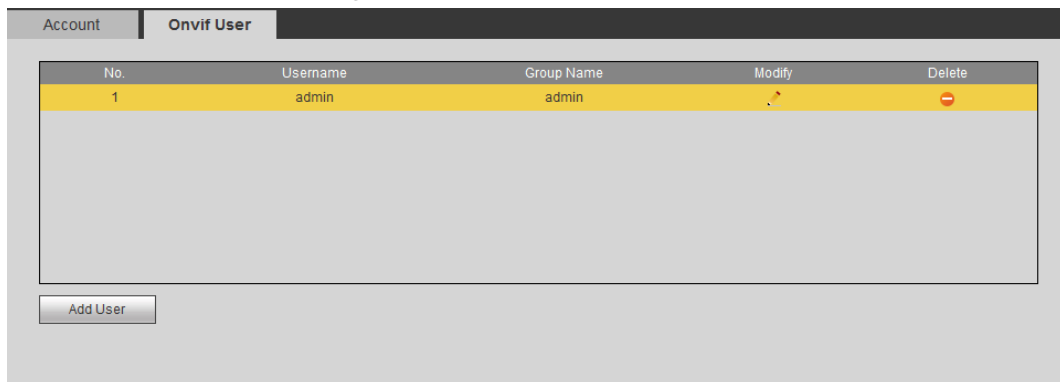 Account Onvif User
No. Username Group Name Modify Delete
1 admin admin
Add User